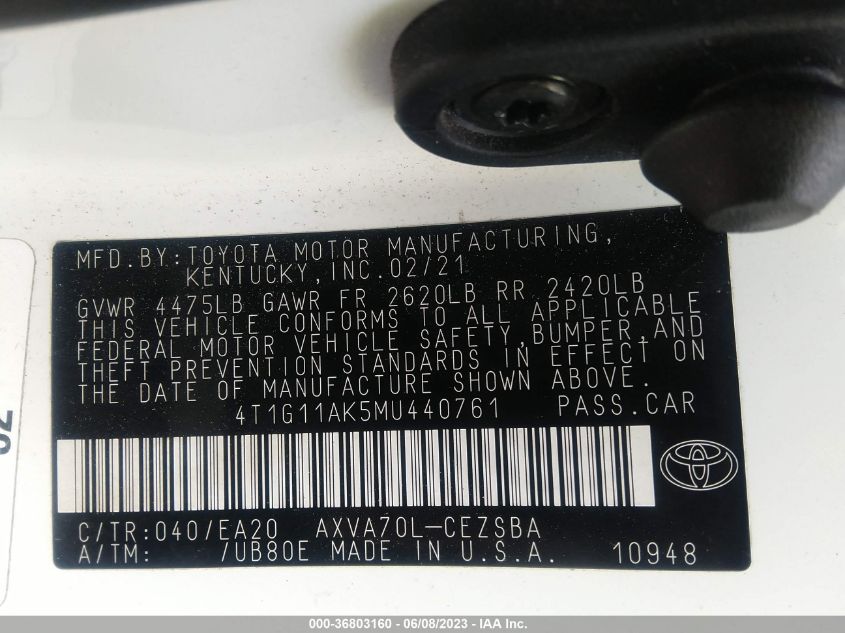 MFD.BY:TOYOTA MOTOR MANUFACTURING,
KENTUCKY,INC.02/21
GVWR 4475LB GAWR FR 2620LB RR 2420LB
THIS VEHICLE CONFORMS TO ALL APPLICABLE
FEDERAL MOTOR VEHICLE SAFETY,BUMPER,AND
THEFT PREVENTION STANDARDS IN EFFECT ON
THE DATE OF MANUFACTURE SHOWN ABOVE.
4T1G11AK5MU440761 PASS.CAR
C/TR:040/EA20 AXVA70L-CEZSBA
A/TM: /UB80E MADE IN U.S.A. 10948
000-36803160 - 06/08/2023 - IAA Inc.